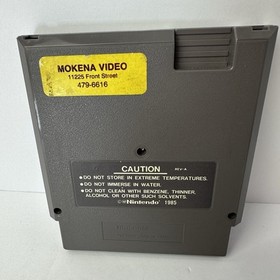 MOKENA VIDEO
11225 Front Street
479-6616
CAUTION REV-A
•DO NOT STORE IN EXTREME TEMPERATURES.
•DO NOT IMMERSE IN WATER.
•DO NOT CLEAN WITH BENZENE, THINNER,
ALCOHOL OR OTHER SUCH SOLVENTS.
Nintendo 1985